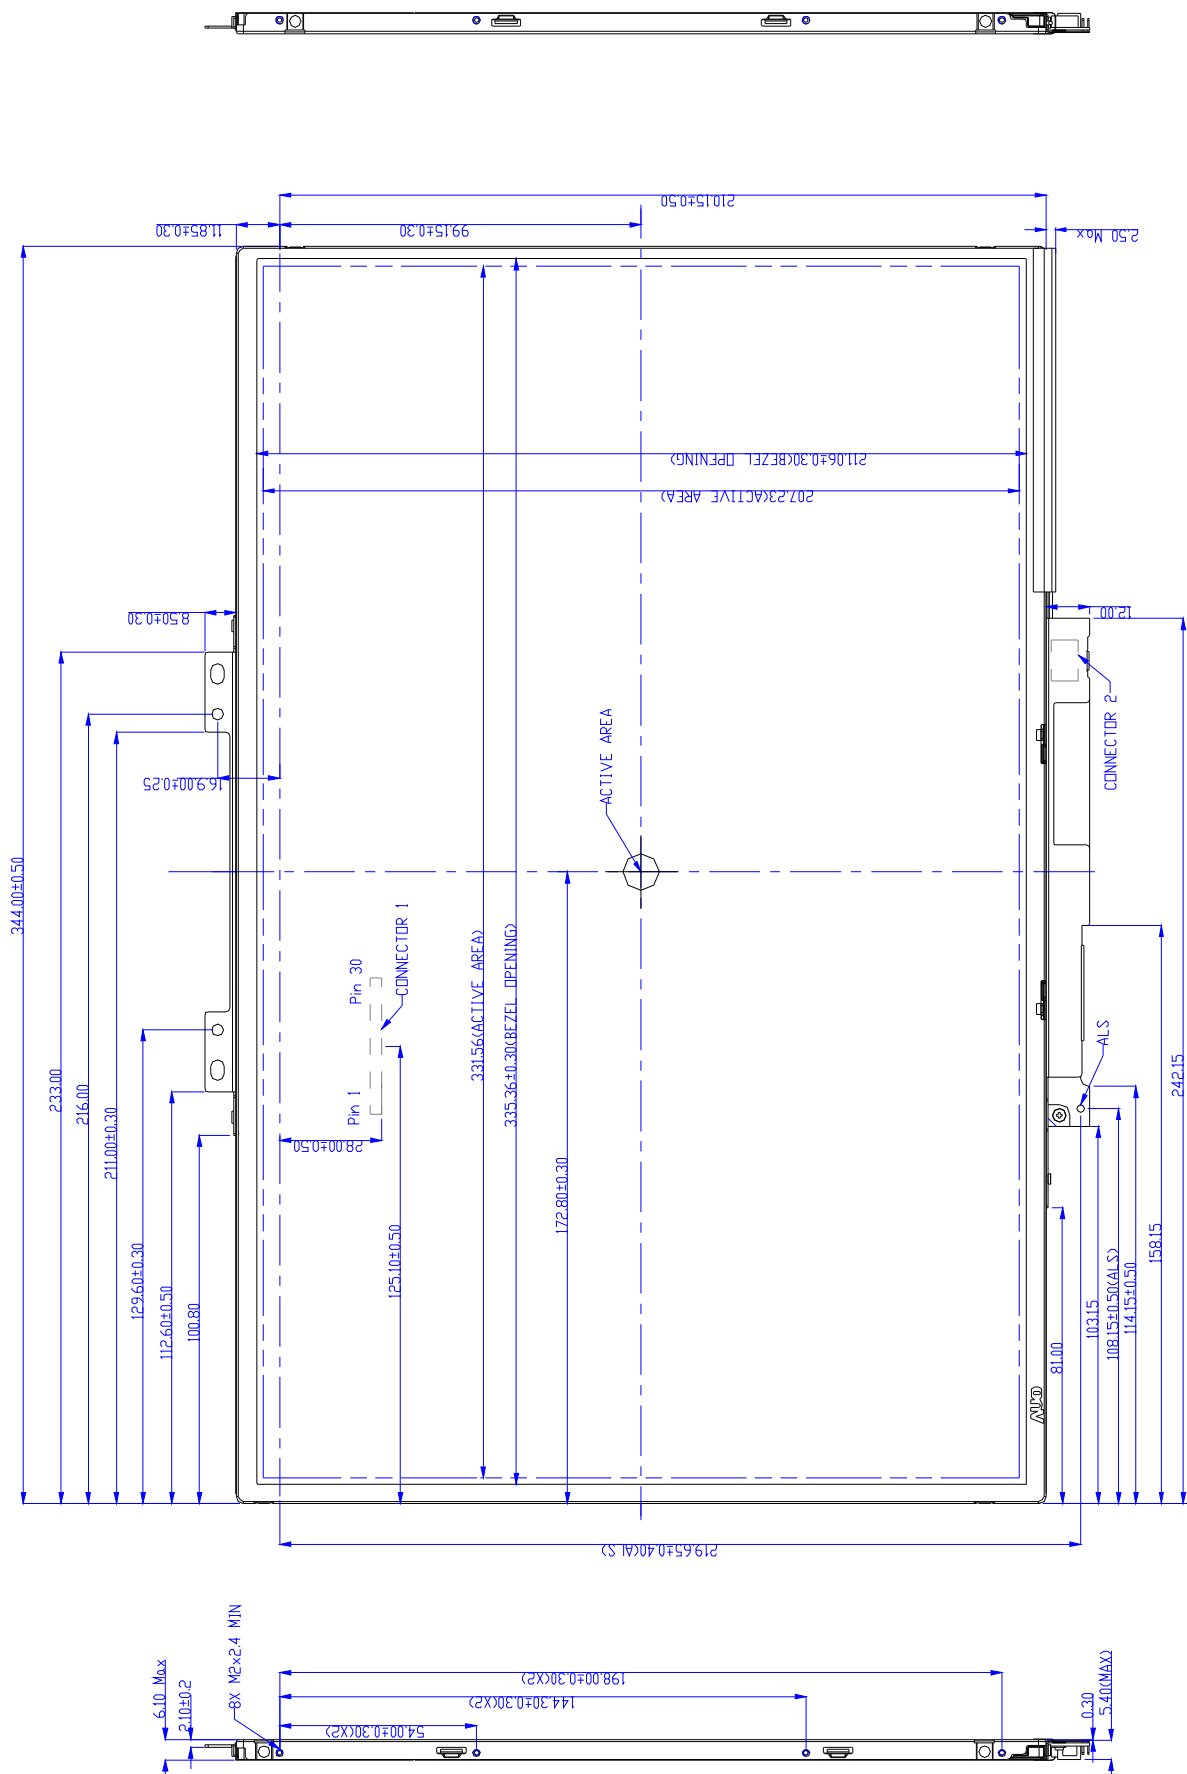 210.15±0.50
11.85±0.30
99.15±0.30
2.50 Max
211.06±0.30(BEZEL OPENING)
207.23(ACTIVE AREA)
8.50±0.30
12.00
CONNECTOR 2
ACTIVE AREA
344.00±0.50
CONNECTOR 1
Pin 30
Pin 1
331.56(ACTIVE AREA)
335.36±0.30(BEZEL OPENING)
ALS
233.00
216.00
211.00±0.30
28.00±0.50
242.15
172.80±0.30
125.10±0.50
129.60±0.30
112.60±0.50
100.80
158.15
108.15±0.50(ALS)
114.15±0.50
103.15
81.00
AUO
219.65±0.40(ALS)
8X M2x2.4 MIN
6.10 Max
2.10±0.2
198.00±0.30(X2)
144.30±0.30(X2)
54.00±0.30(X2)
0.30
5.40(MAX)